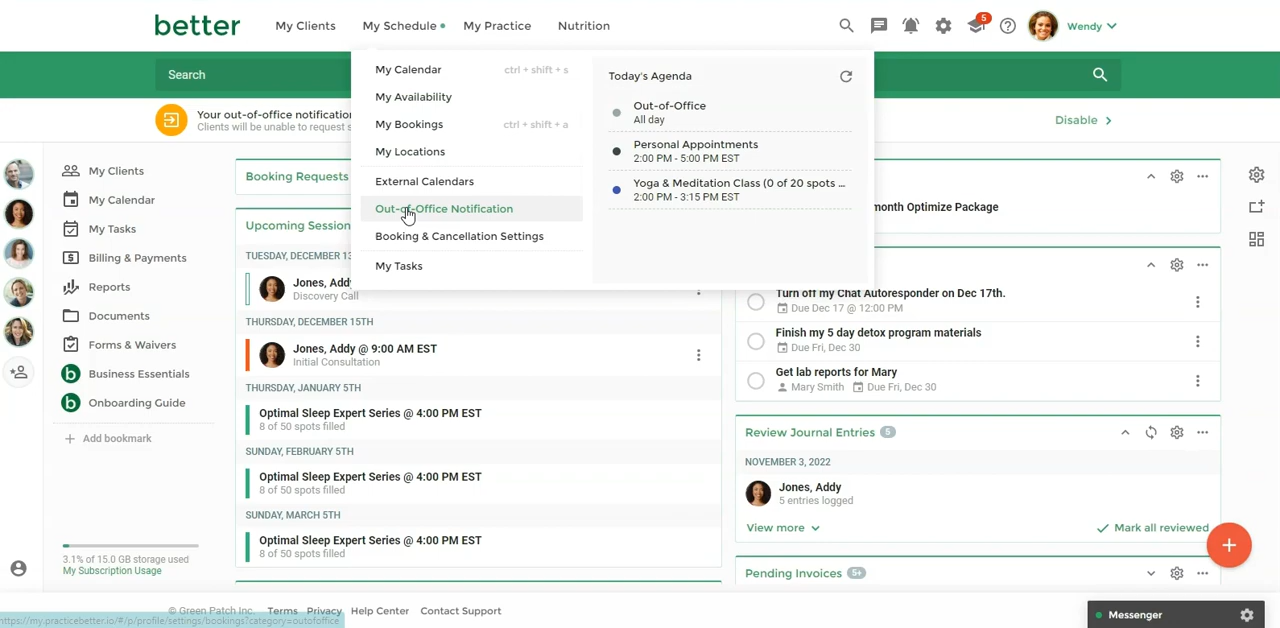 better
My Clients
My Schedule
My Practice
Nutrition
5
Wendy
Search
Your out-of-office notification
Clients will be unable to request s
Disable
My Calendar ctrl + shift + s
My Availability
My Bookings ctrl + shift + a
My Locations
External Calendars
Out-of-Office Notification
Booking & Cancellation Settings
My Tasks
Today's Agenda
Out-of-Office
All day
Personal Appointments
2:00 PM - 5:00 PM EST
Yoga & Meditation Class (0 of 20 spots ...
2:00 PM - 3:15 PM EST
My Clients
My Calendar
My Tasks
Billing & Payments
Reports
Documents
Forms & Waivers
b Business Essentials
b Onboarding Guide
+ Add bookmark
3.1% of 15.0 GB storage used
My Subscription Usage
Booking Requests
Upcoming Session
TUESDAY, DECEMBER 13
Jones, Addy
Discovery Call
THURSDAY, DECEMBER 15TH
Jones, Addy @ 9:00 AM EST
Initial Consultation
THURSDAY, JANUARY 5TH
Optimal Sleep Expert Series @ 4:00 PM EST
8 of 50 spots filled
SUNDAY, FEBRUARY 5TH
Optimal Sleep Expert Series @ 4:00 PM EST
8 of 50 spots filled
SUNDAY, MARCH 5TH
Optimal Sleep Expert Series @ 4:00 PM EST
8 of 50 spots filled
month Optimize Package
Turn off my Chat Autoresponder on Dec 17th.
Due Dec 17 @ 12:00 PM
Finish my 5 day detox program materials
Due Fri, Dec 30
Get lab reports for Mary
Mary Smith Due Fri, Dec 30
Review Journal Entries 5
NOVEMBER 3, 2022
Jones, Addy
5 entries logged
View more
Mark all reviewed
Pending Invoices 5+
© Green Patch Inc. Terms Privacy Help Center Contact Support
https://my.practicebetter.io/#/p/profile/settings/bookings?category=outofoffice
Messenger